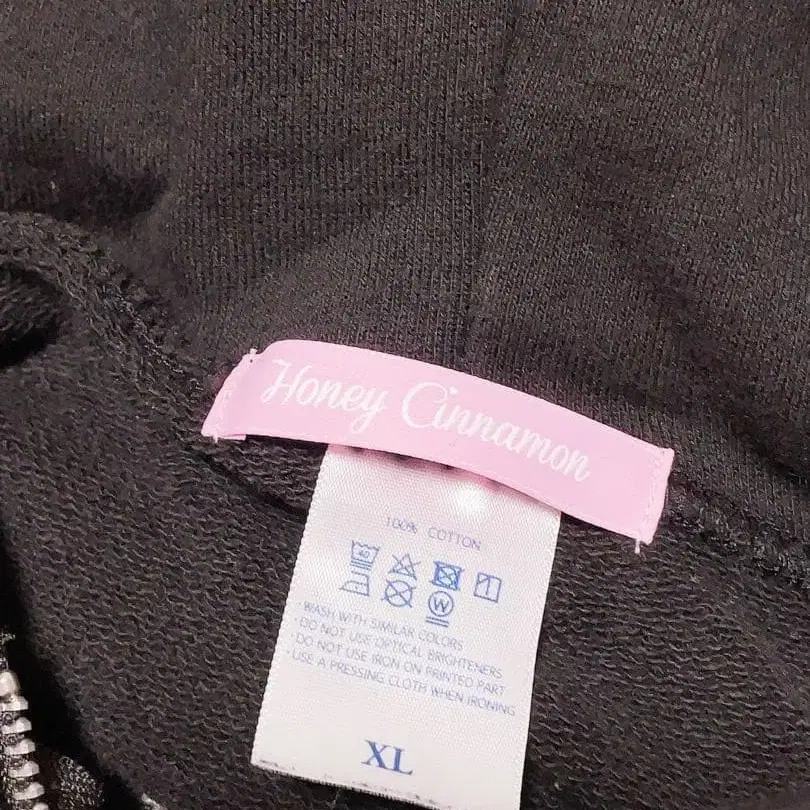 Honey Cinnamon
100% COTTON
40
W
・WASH WITH SIMILAR COLORS
・DO NOT USE OPTICAL BRIGHTENERS
・DO NOT USE IRON ON PRINTED PART
・USE A PRESSING CLOTH WHEN IRONING
XL